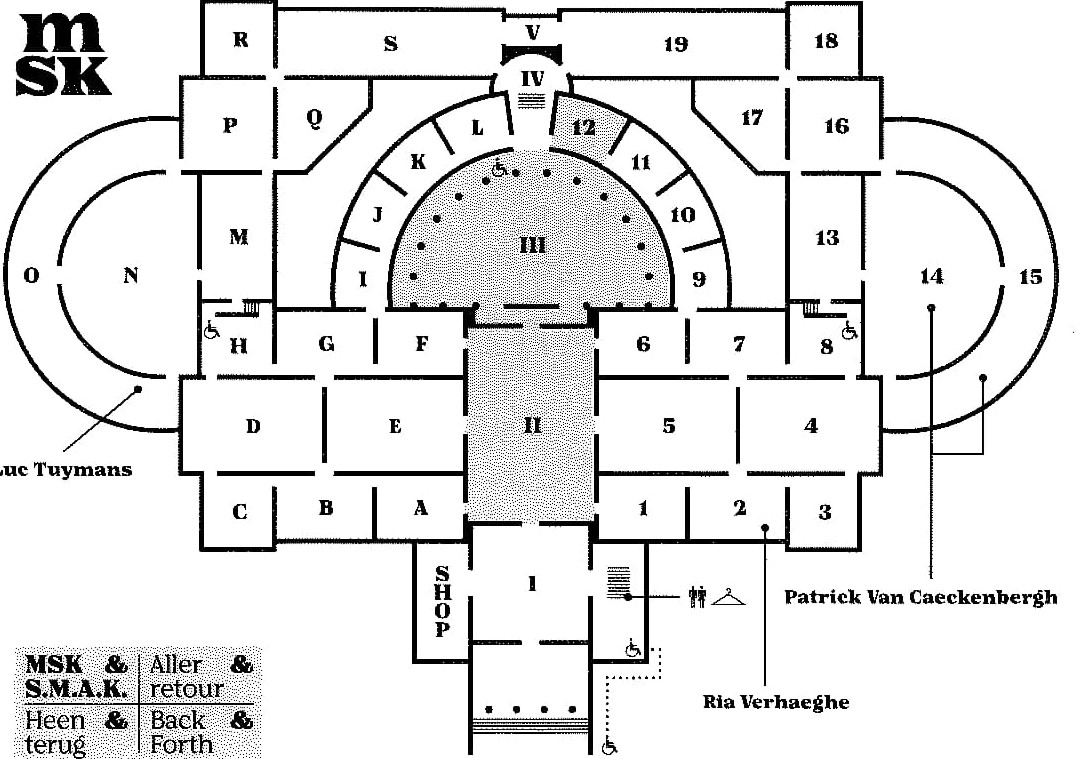 msk
R
S
V
19
18
IV
P
Q
L
12
17
16
K
11
J
10
M
III
13
O
N
I
9
14
15
H
G
F
6
7
8
D
E
II
5
4
Luc Tuymans
C
B
A
1
2
3
SHOP
I
Patrick Van Caeckenbergh
Ria Verhaeghe
MSK &
S.M.A.K.
Aller &
retour
Heen &
terug
Back &
Forth